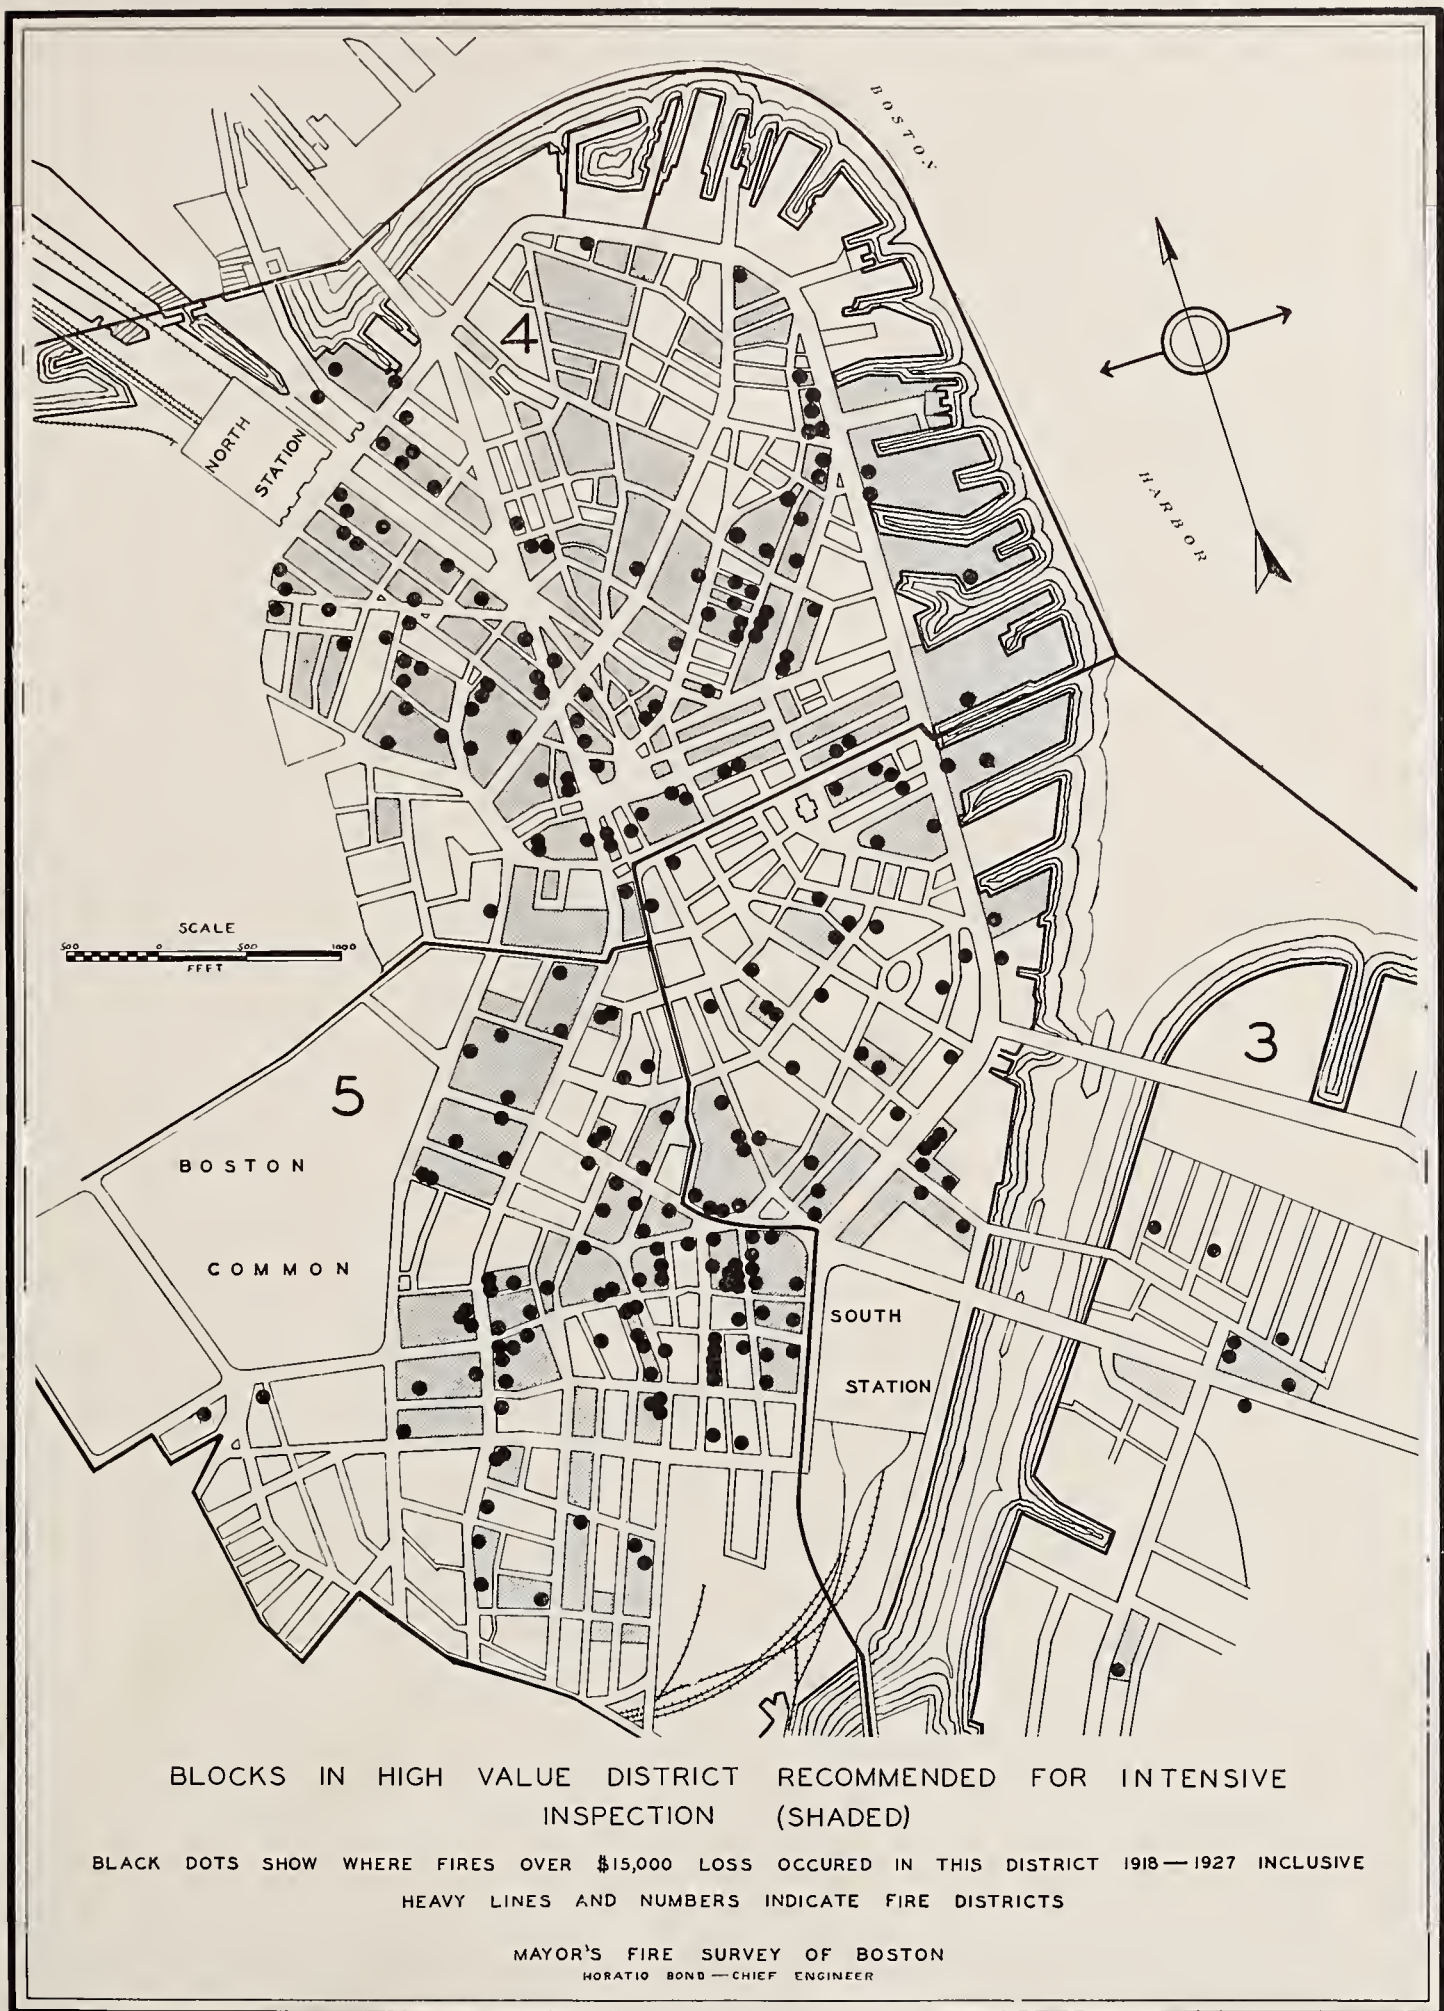 BOSTON
4
NORTH
STATION
HARBOR
SCALE
500 0 500 1000
FEET
3
5
BOSTON
COMMON
SOUTH
STATION
BLOCKS IN HIGH VALUE DISTRICT RECOMMENDED FOR INTENSIVE
INSPECTION (SHADED)
BLACK DOTS SHOW WHERE FIRES OVER $15,000 LOSS OCCURED IN THIS DISTRICT 1918—1927 INCLUSIVE
HEAVY LINES AND NUMBERS INDICATE FIRE DISTRICTS
MAYOR'S FIRE SURVEY OF BOSTON
HORATIO BOND—CHIEF ENGINEER